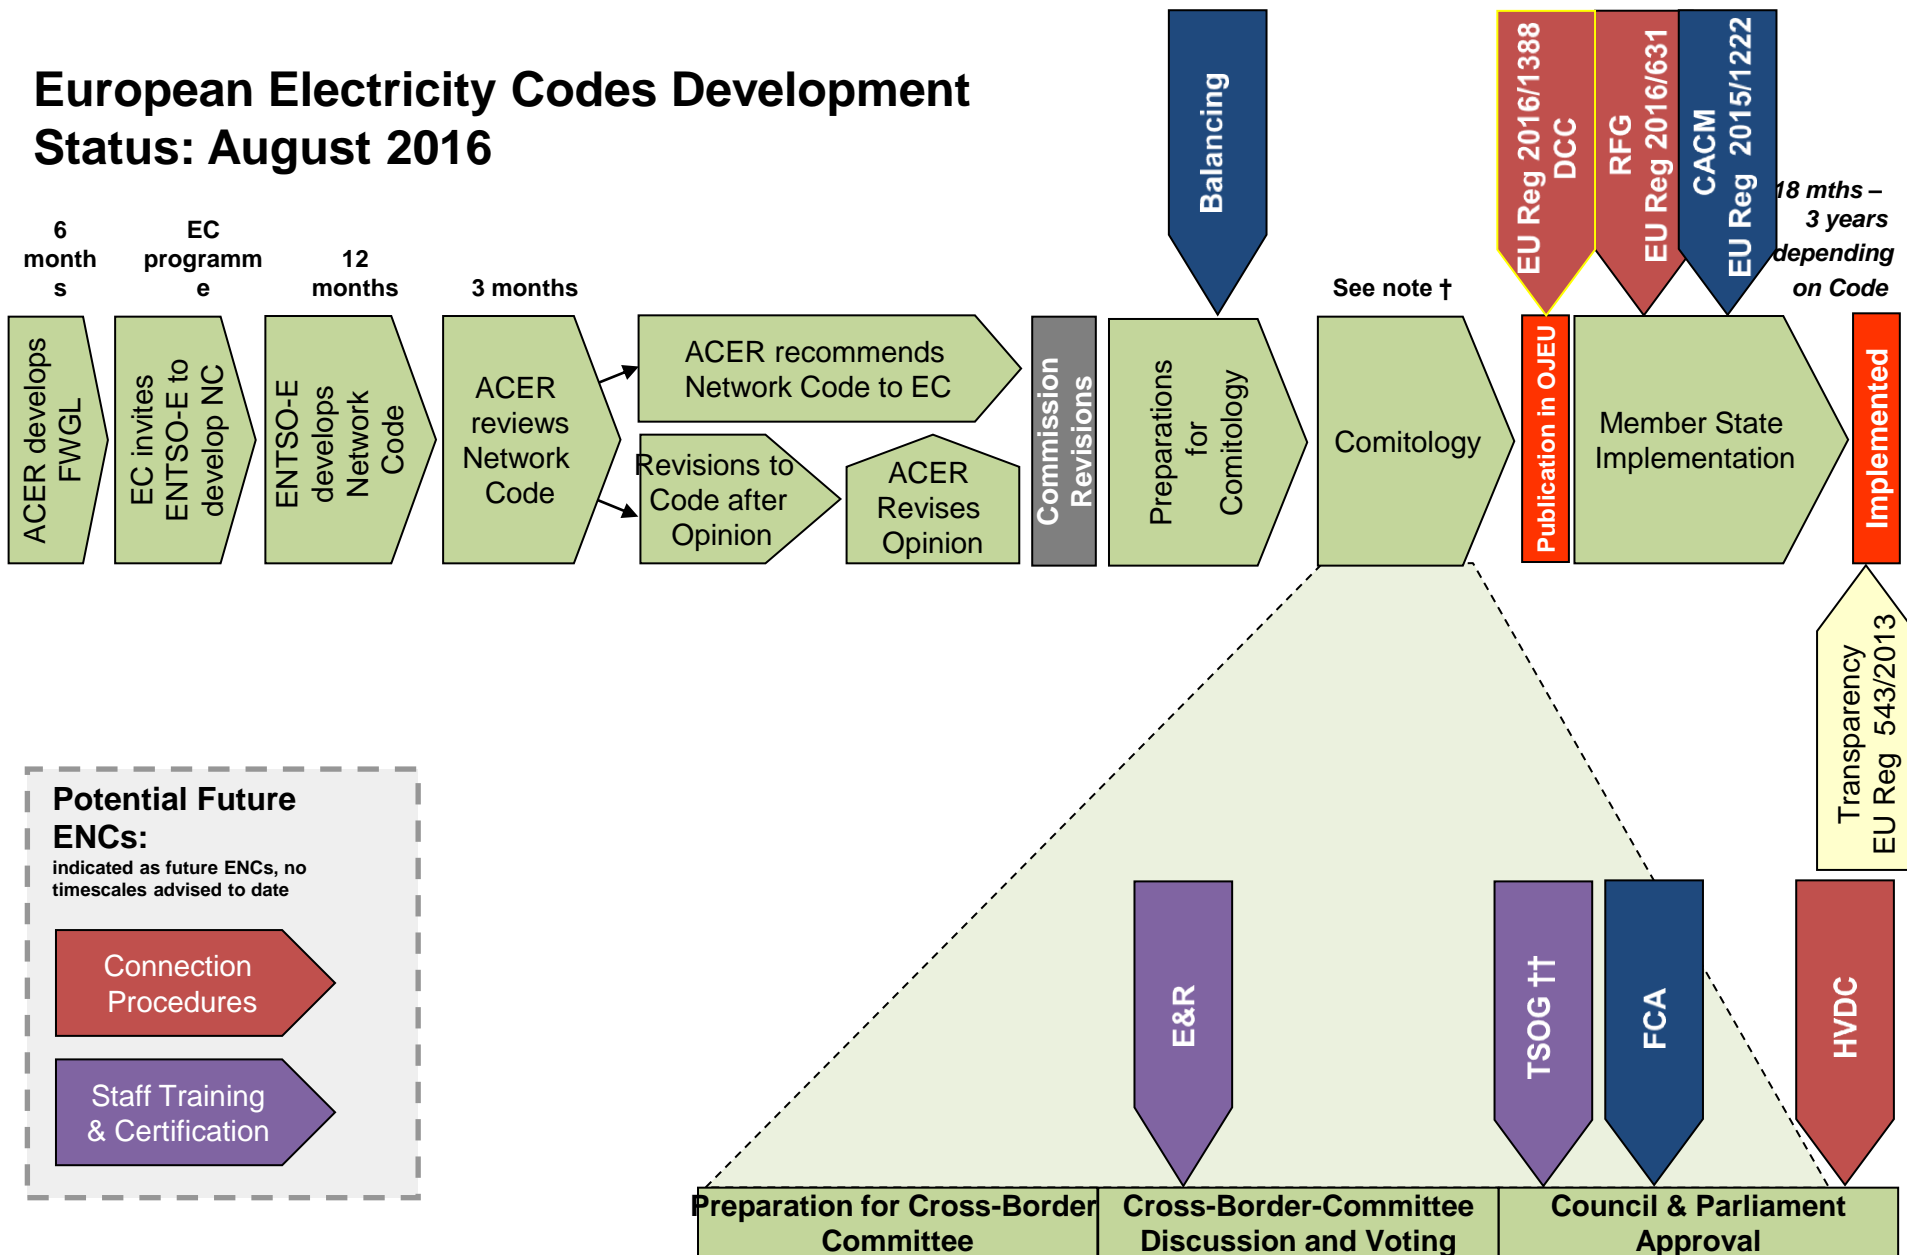 European Electricity Codes Development
Status: August 2016
6
month
s
EC
programm
e
12
months
3 months
See note †
18 mths –
3 years
depending
on Code
Balancing
EU Reg 2016/1388
DCC
RFG
EU Reg 2016/631
CACM
EU Reg 2015/1222
ACER develops
FWGL
EC invites
ENTSO-E to
develop NC
ENTSO-E
develops
Network
Code
ACER
reviews
Network
Code
ACER recommends
Network Code to EC
Revisions to
Code after
Opinion
ACER
Revises
Opinion
Commission
Revisions
Preparations
for
Comitology
Comitology
Publication in OJEU
Member State
Implementation
Implemented
Transparency
EU Reg 543/2013
Potential Future
ENCs:
indicated as future ENCs, no
timescales advised to date
Connection
Procedures
Staff Training
& Certification
E&R
TSOG ††
FCA
HVDC
Preparation for Cross-Border
Committee
Cross-Border-Committee
Discussion and Voting
Council & Parliament
Approval